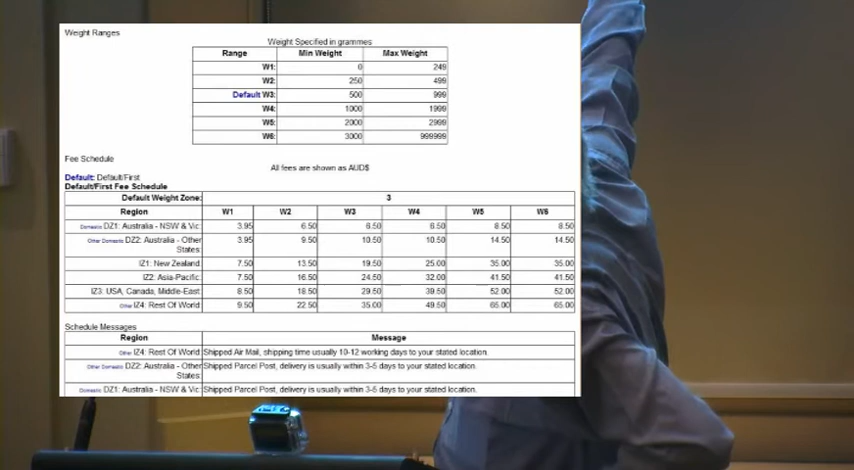 Weight Ranges
Weight Specified in grammes
Range Min Weight Max Weight
W1: 0 249
W2: 250 499
Default W3: 500 999
W4: 1000 1999
W5: 2000 2999
W6: 3000 999999
Fee Schedule
All fees are shown as AUD$
Default: Default/First
Default/First Fee Schedule
Default Weight Zone: 3
Region W1 W2 W3 W4 W5 W6
Domestic DZ1: Australia - NSW & Vic: 3.95 6.50 6.50 6.50 8.50 8.50
Other Domestic DZ2: Australia - Other States: 3.95 9.50 10.50 10.50 14.50 14.50
IZ1: New Zealand: 7.50 13.50 19.50 25.00 35.00 35.00
IZ2: Asia-Pacific: 7.50 16.50 24.50 32.00 41.50 41.50
IZ3: USA, Canada, Middle-East: 8.50 18.50 29.50 39.50 52.00 52.00
Other IZ4: Rest Of World: 9.50 22.50 35.00 49.50 65.00 65.00
Schedule Messages
Region Message
Other IZ4: Rest Of World: Shipped Air Mail, shipping time usually 10-12 working days to your stated location.
Other Domestic DZ2: Australia - Other States: Shipped Parcel Post, delivery is usually within 3-5 days to your stated location.
Domestic DZ1: Australia - NSW & Vic: Shipped Parcel Post, delivery is usually within 3-5 days to your stated location.